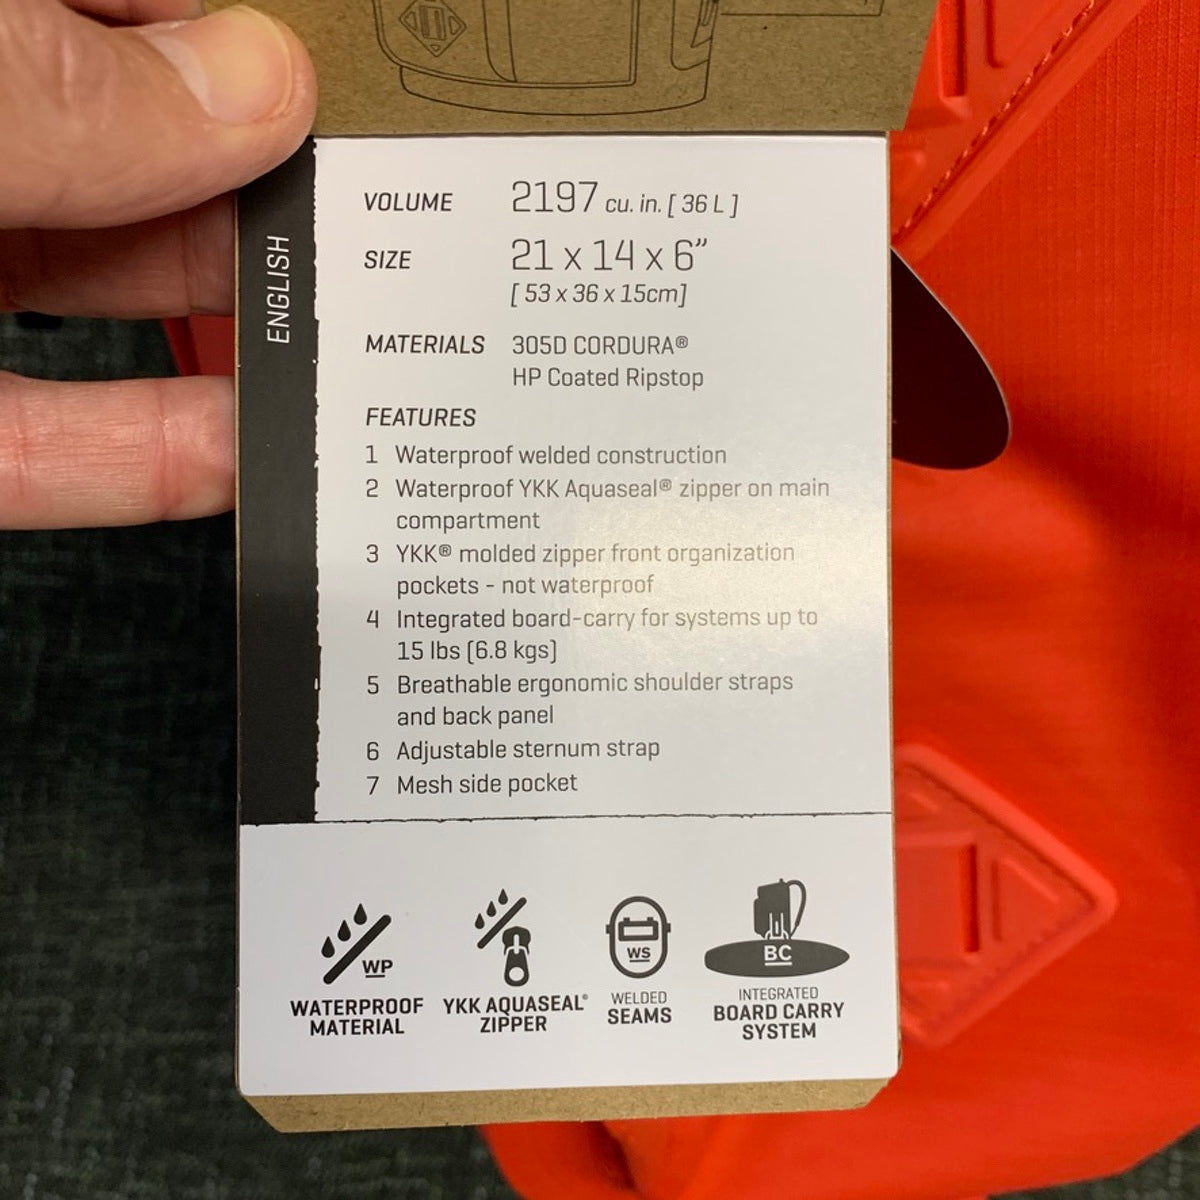 ENGLISH
VOLUME 2197 cu. in. [ 36 L ]
SIZE 21 x 14 x 6”
[ 53 x 36 x 15cm]
MATERIALS 305D CORDURA®
HP Coated Ripstop
FEATURES
1 Waterproof welded construction
2 Waterproof YKK Aquaseal® zipper on main
compartment
3 YKK® molded zipper front organization
pockets - not waterproof
4 Integrated board-carry for systems up to
15 lbs [6.8 kgs]
5 Breathable ergonomic shoulder straps
and back panel
6 Adjustable sternum strap
7 Mesh side pocket
WP
WATERPROOF
MATERIAL
YKK AQUASEAL®
ZIPPER
WS
WELDED
SEAMS
BC
INTEGRATED
BOARD CARRY
SYSTEM